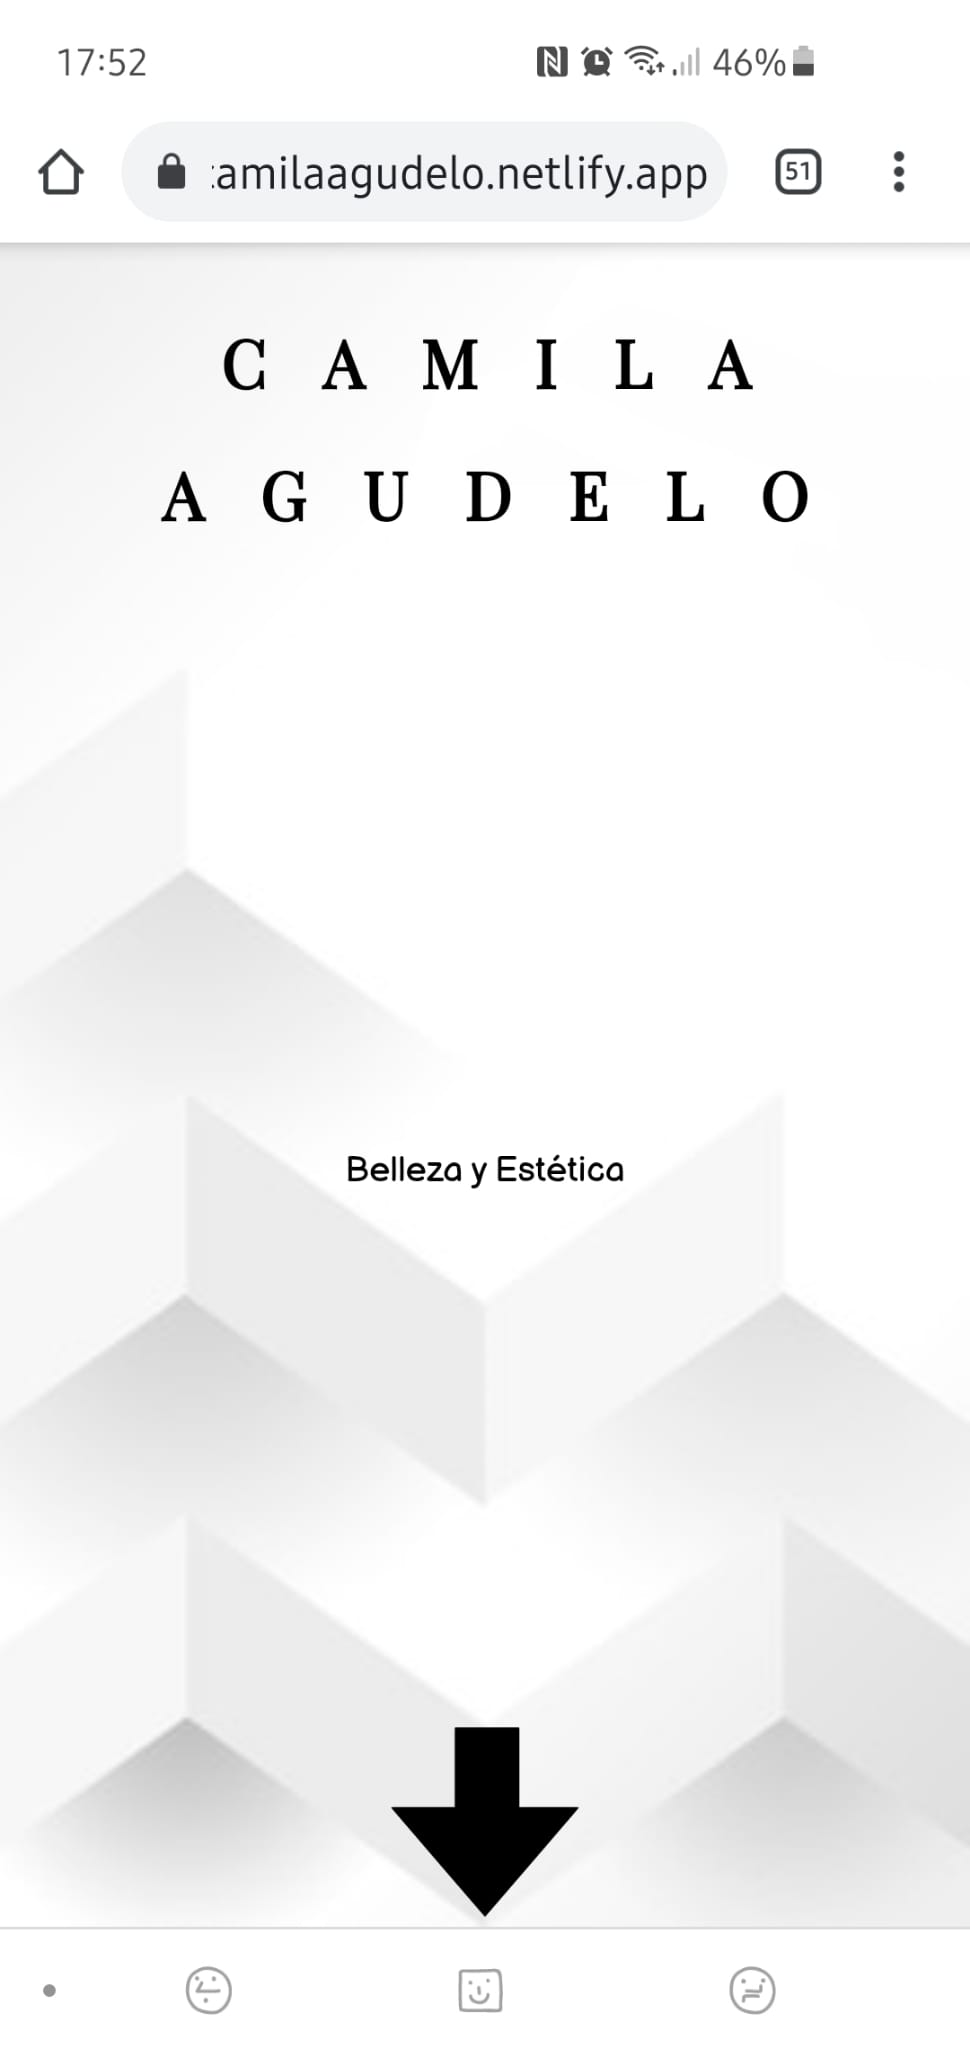 17:52
46%
amilaagudelo.netlify.app
51
C A M I L A
A G U D E L O
Belleza y Estética